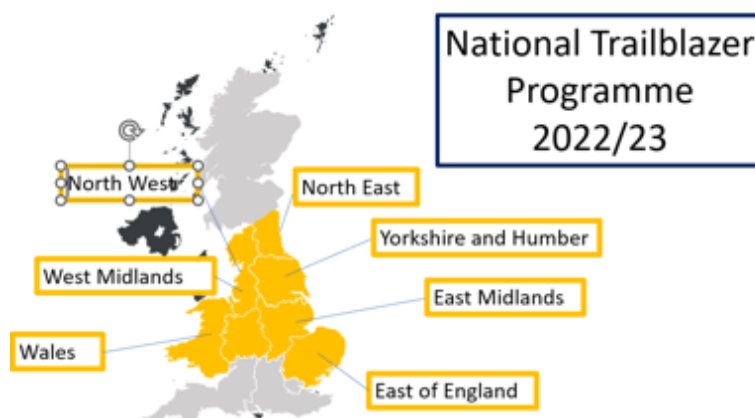 National Trailblazer
Programme
2022/23
North West
North East
Yorkshire and Humber
West Midlands
East Midlands
Wales
East of England